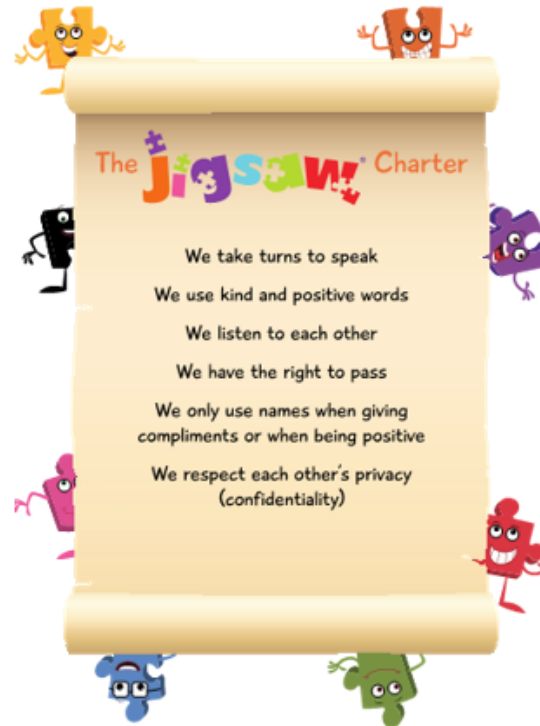 The jigsaw® Charter
We take turns to speak
We use kind and positive words
We listen to each other
We have the right to pass
We only use names when giving
compliments or when being positive
We respect each other's privacy
(confidentiality)